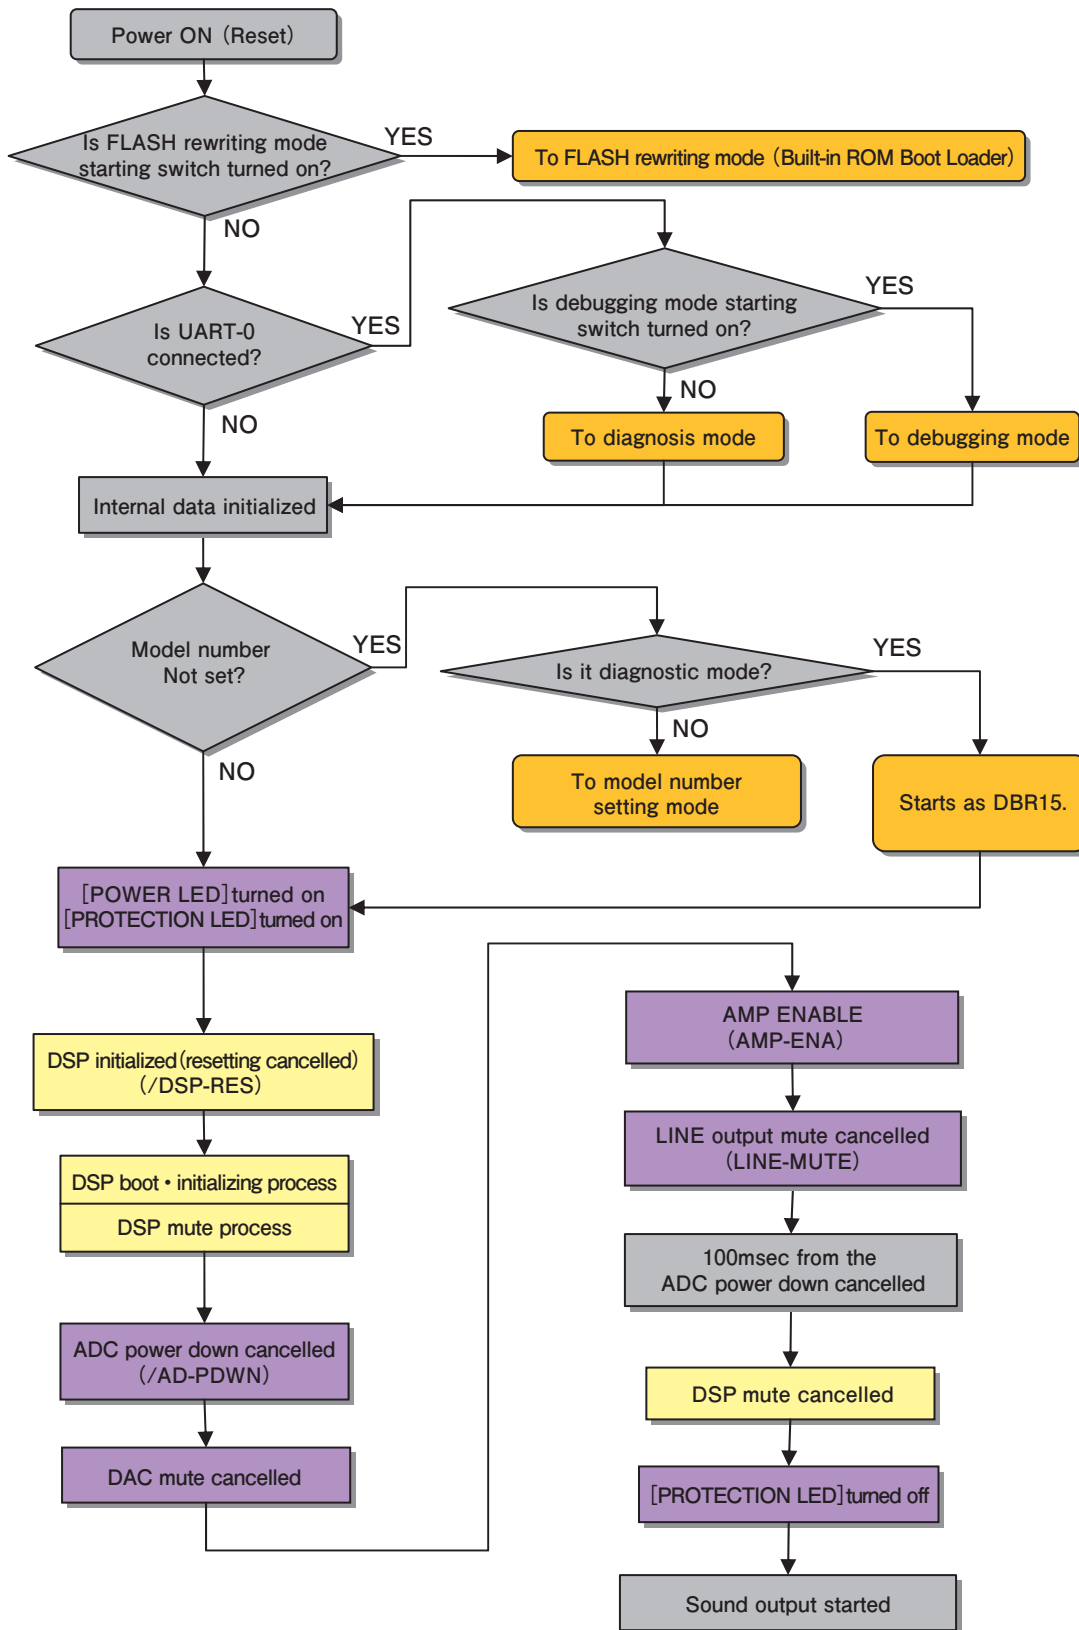 Power ON (Reset)
Is FLASH rewriting mode
starting switch turned on?
YES
To FLASH rewriting mode (Built-in ROM Boot Loader)
NO
Is UART-0
connected?
YES
Is debugging mode starting
switch turned on?
YES
NO
NO
To diagnosis mode
To debugging mode
Internal data initialized
Model number
Not set?
YES
Is it diagnostic mode?
YES
NO
NO
To model number
setting mode
Starts as DBR15.
[POWER LED] turned on
[PROTECTION LED] turned on
DSP initialized (resetting cancelled)
(/DSP-RES)
DSP boot • initializing process
DSP mute process
ADC power down cancelled
(/AD-PDWN)
DAC mute cancelled
AMP ENABLE
(AMP-ENA)
LINE output mute cancelled
(LINE-MUTE)
100msec from the
ADC power down cancelled
DSP mute cancelled
[PROTECTION LED] turned off
Sound output started